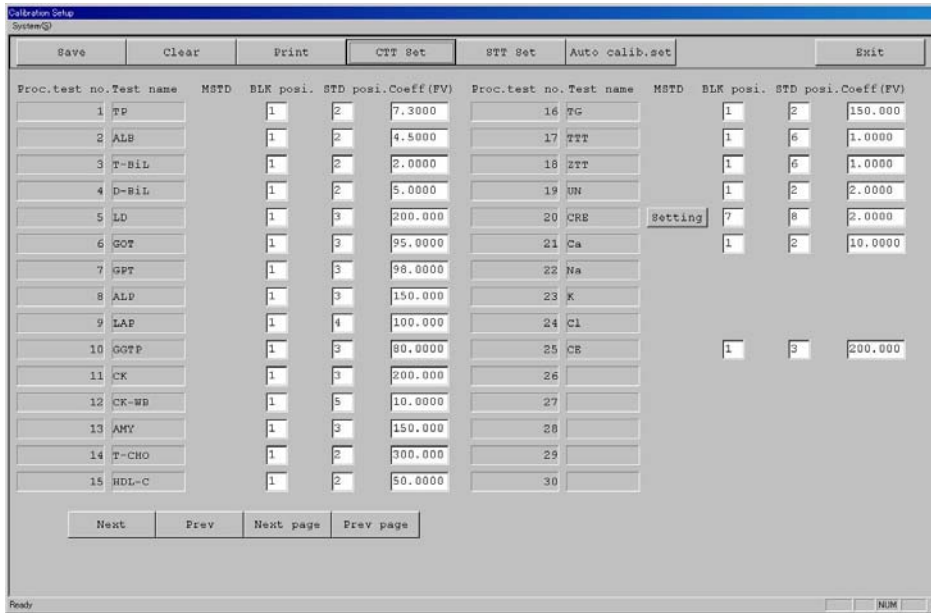 Calibration Setup
System(S)
Save Clear Print CTT Set STT Set Auto calib.set Exit
Proc.test no. Test name MSTD BLK posi. STD posi. Coeff(FV) Proc.test no. Test name MSTD BLK posi. STD posi. Coeff(FV)
1 TP 1 2 7.3000 16 TG 1 2 150.000
2 ALB 1 2 4.5000 17 TTT 1 6 1.0000
3 T-BiL 1 2 2.0000 18 ZTT 1 6 1.0000
4 D-BiL 1 2 5.0000 19 UN 1 2 2.0000
5 LD 1 3 200.000 20 CRE Setting 7 8 2.0000
6 GOT 1 3 95.0000 21 Ca 1 2 10.0000
7 GPT 1 3 98.0000 22 Na
8 ALP 1 3 150.000 23 K
9 LAP 1 4 100.000 24 Cl
10 GGTP 1 3 80.0000 25 CE 1 3 200.000
11 CK 1 3 200.000 26
12 CK-MB 1 5 10.0000 27
13 AMY 1 3 150.000 28
14 T-CHO 1 2 300.000 29
15 HDL-C 1 2 50.0000 30
Next Prev Next page Prev page
Ready NUM